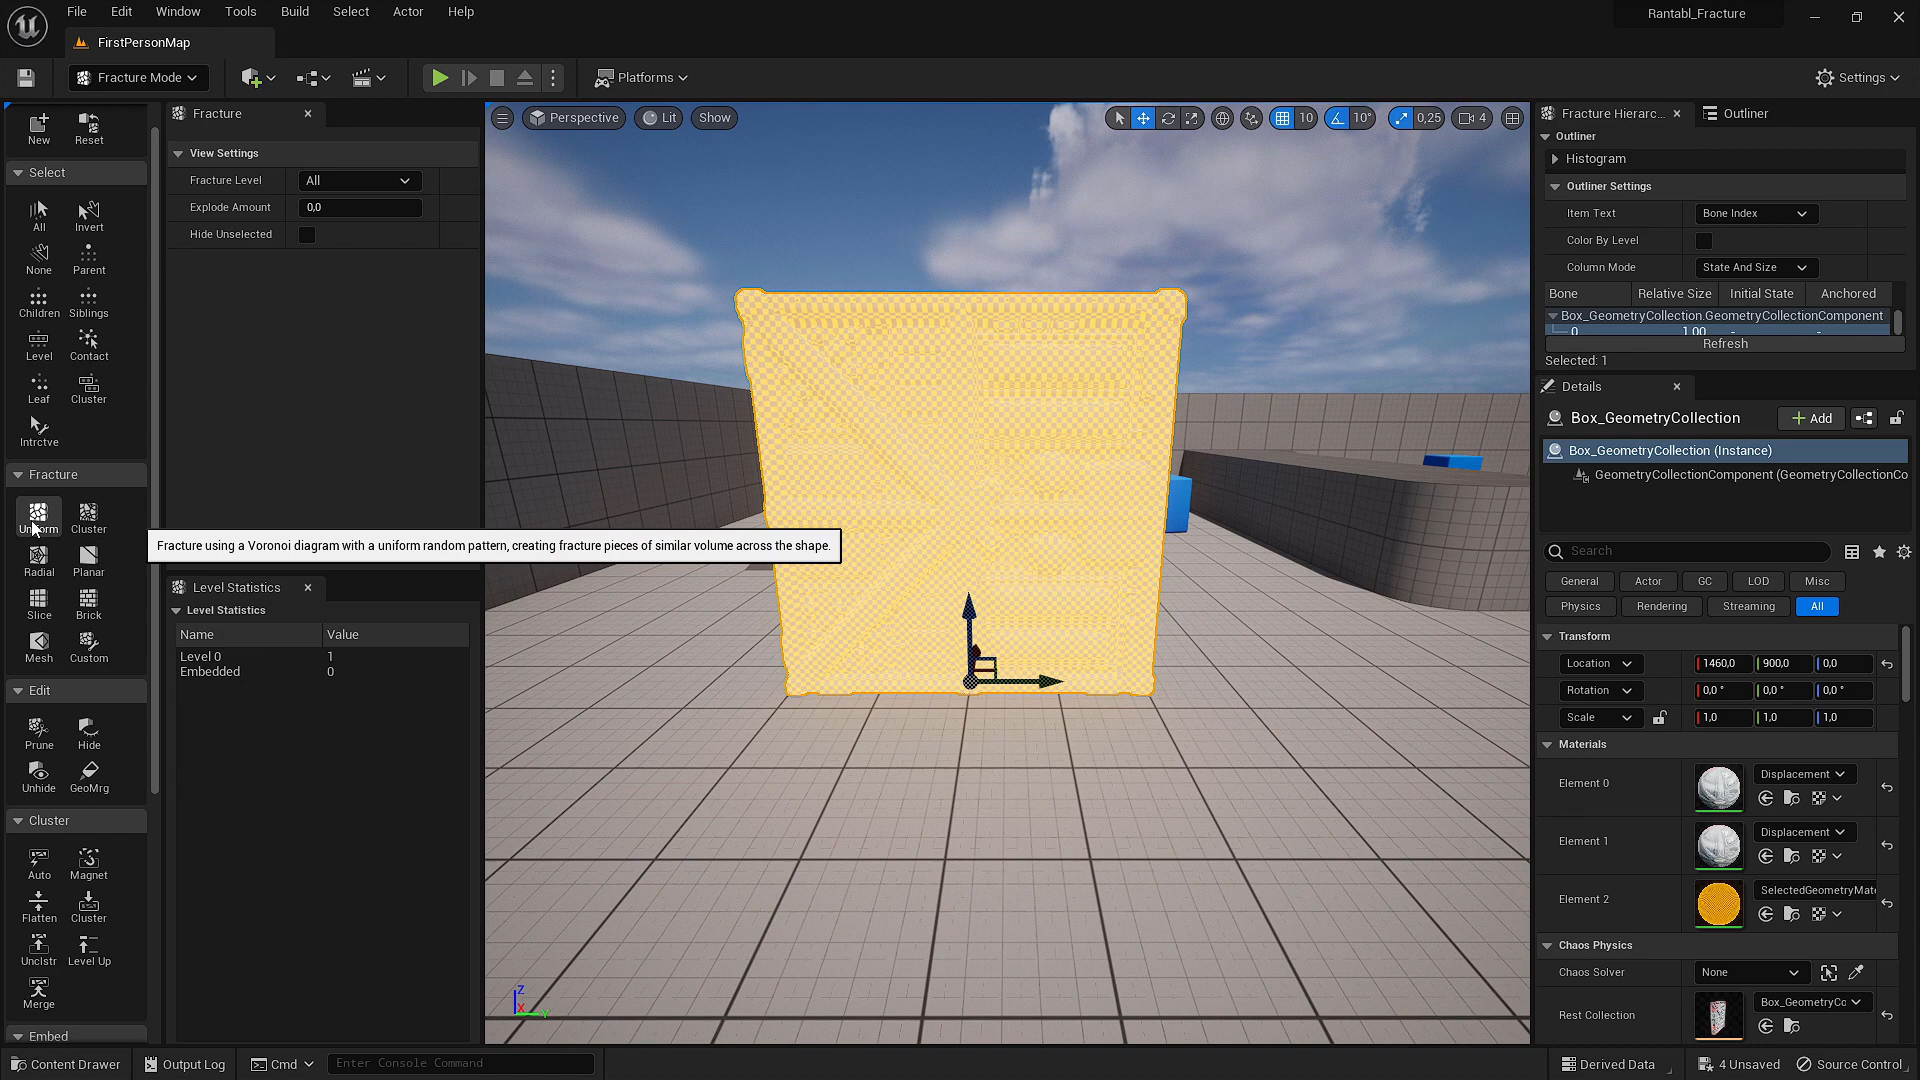 File Edit Window Tools Build Select Actor Help
Rantabl_Fracture
FirstPersonMap
Fracture Mode
Platforms
Settings
New Reset
Select
All Invert
None Parent
Children Siblings
Level Contact
Leaf Cluster
Intrctve
Fracture
Uniform Cluster
Radial Planar
Slice Brick
Mesh Custom
Edit
Prune Hide
Unhide GeoMrg
Cluster
Auto Magnet
Flatten Cluster
Unclstr Level Up
Merge
Embed
Fracture
View Settings
Fracture Level All
Explode Amount 0,0
Hide Unselected
Fracture using a Voronoi diagram with a uniform random pattern, creating fracture pieces of similar volume across the shape.
Level Statistics
Level Statistics
Name Value
Level 0 1
Embedded 0
Perspective Lit Show
10 10° 0,25 4
Z
X
Y
Fracture Hierarc... Outliner
Outliner
Histogram
Outliner Settings
Item Text Bone Index
Color By Level
Column Mode State And Size
Bone Relative Size Initial State Anchored
Box_GeometryCollection.GeometryCollectionComponent
0 1.00 - -
Refresh
Selected: 1
Details
Box_GeometryCollection
Add
Box_GeometryCollection (Instance)
GeometryCollectionComponent (GeometryCollectionCo
Search
General Actor GC LOD Misc
Physics Rendering Streaming All
Transform
Location 1460,0 900,0 0,0
Rotation 0,0 ° 0,0 ° 0,0 °
Scale 1,0 1,0 1,0
Materials
Element 0 Displacement
Element 1 Displacement
Element 2 SelectedGeometryMate
Chaos Physics
Chaos Solver None
Rest Collection Box_GeometryCo
Content Drawer Output Log Cmd Enter Console Command
Derived Data 4 Unsaved Source Control